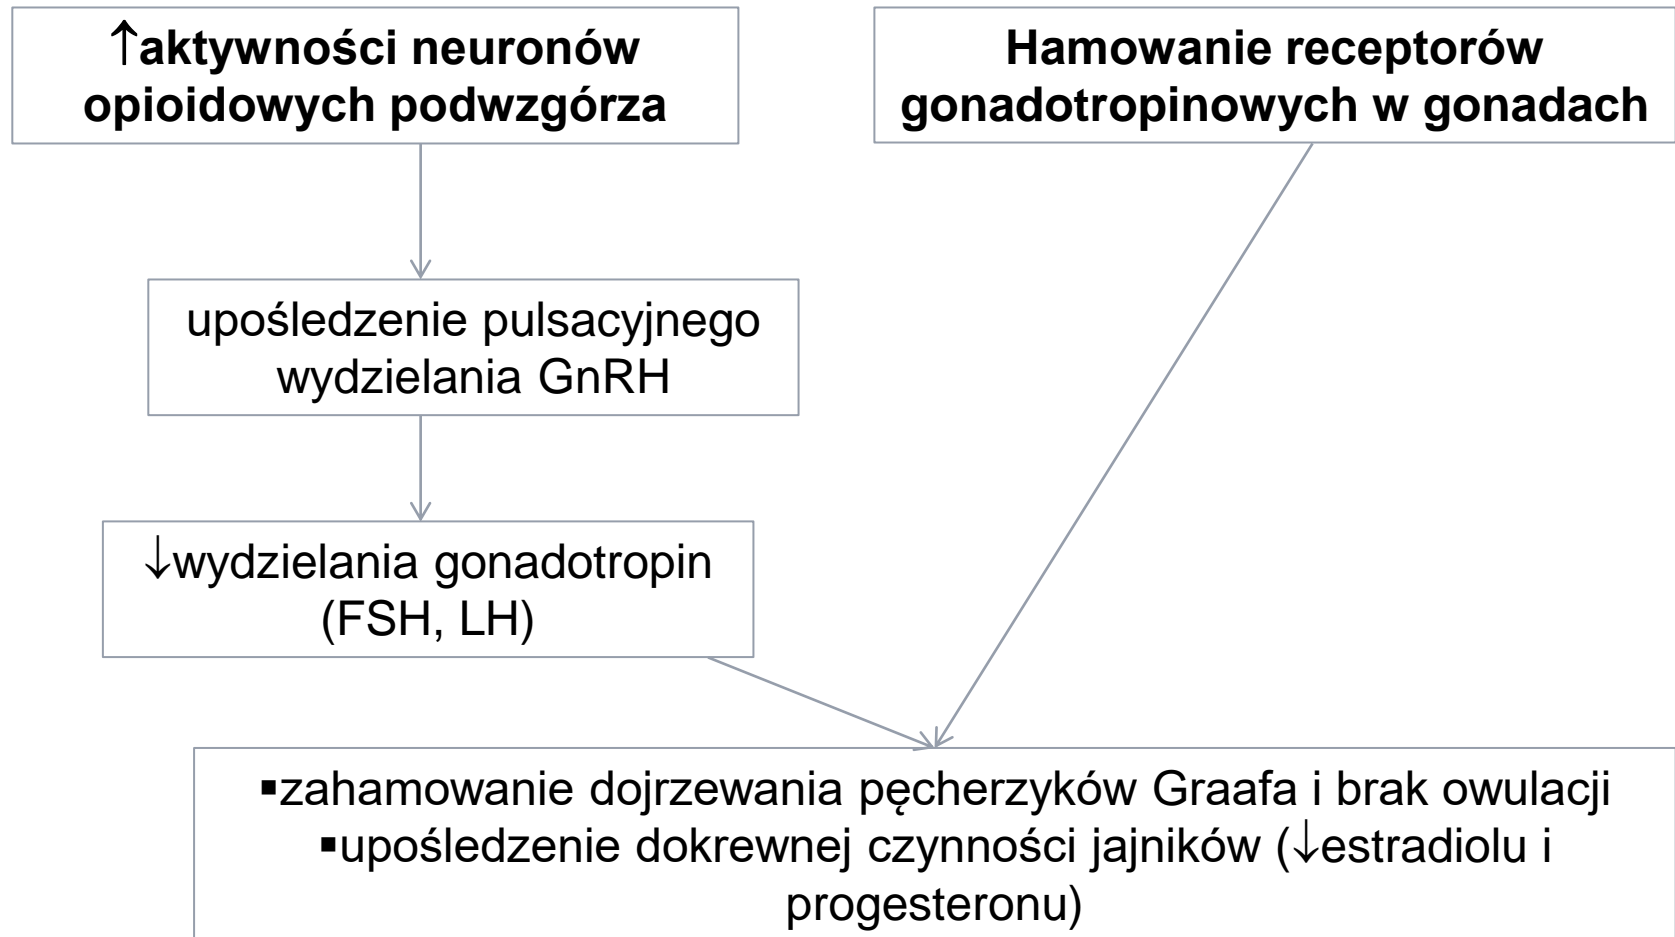 ↑aktywności neuronów
opioidowych podwzgórza
Hamowanie receptorów
gonadotropinowych w gonadach
upośledzenie pulsacyjnego
wydzielania GnRH
↓wydzielania gonadotropin
(FSH, LH)
▪zahamowanie dojrzewania pęcherzyków Graafa i brak owulacji
▪upośledzenie dokrewnej czynności jajników (↓estradiolu i
progesteronu)